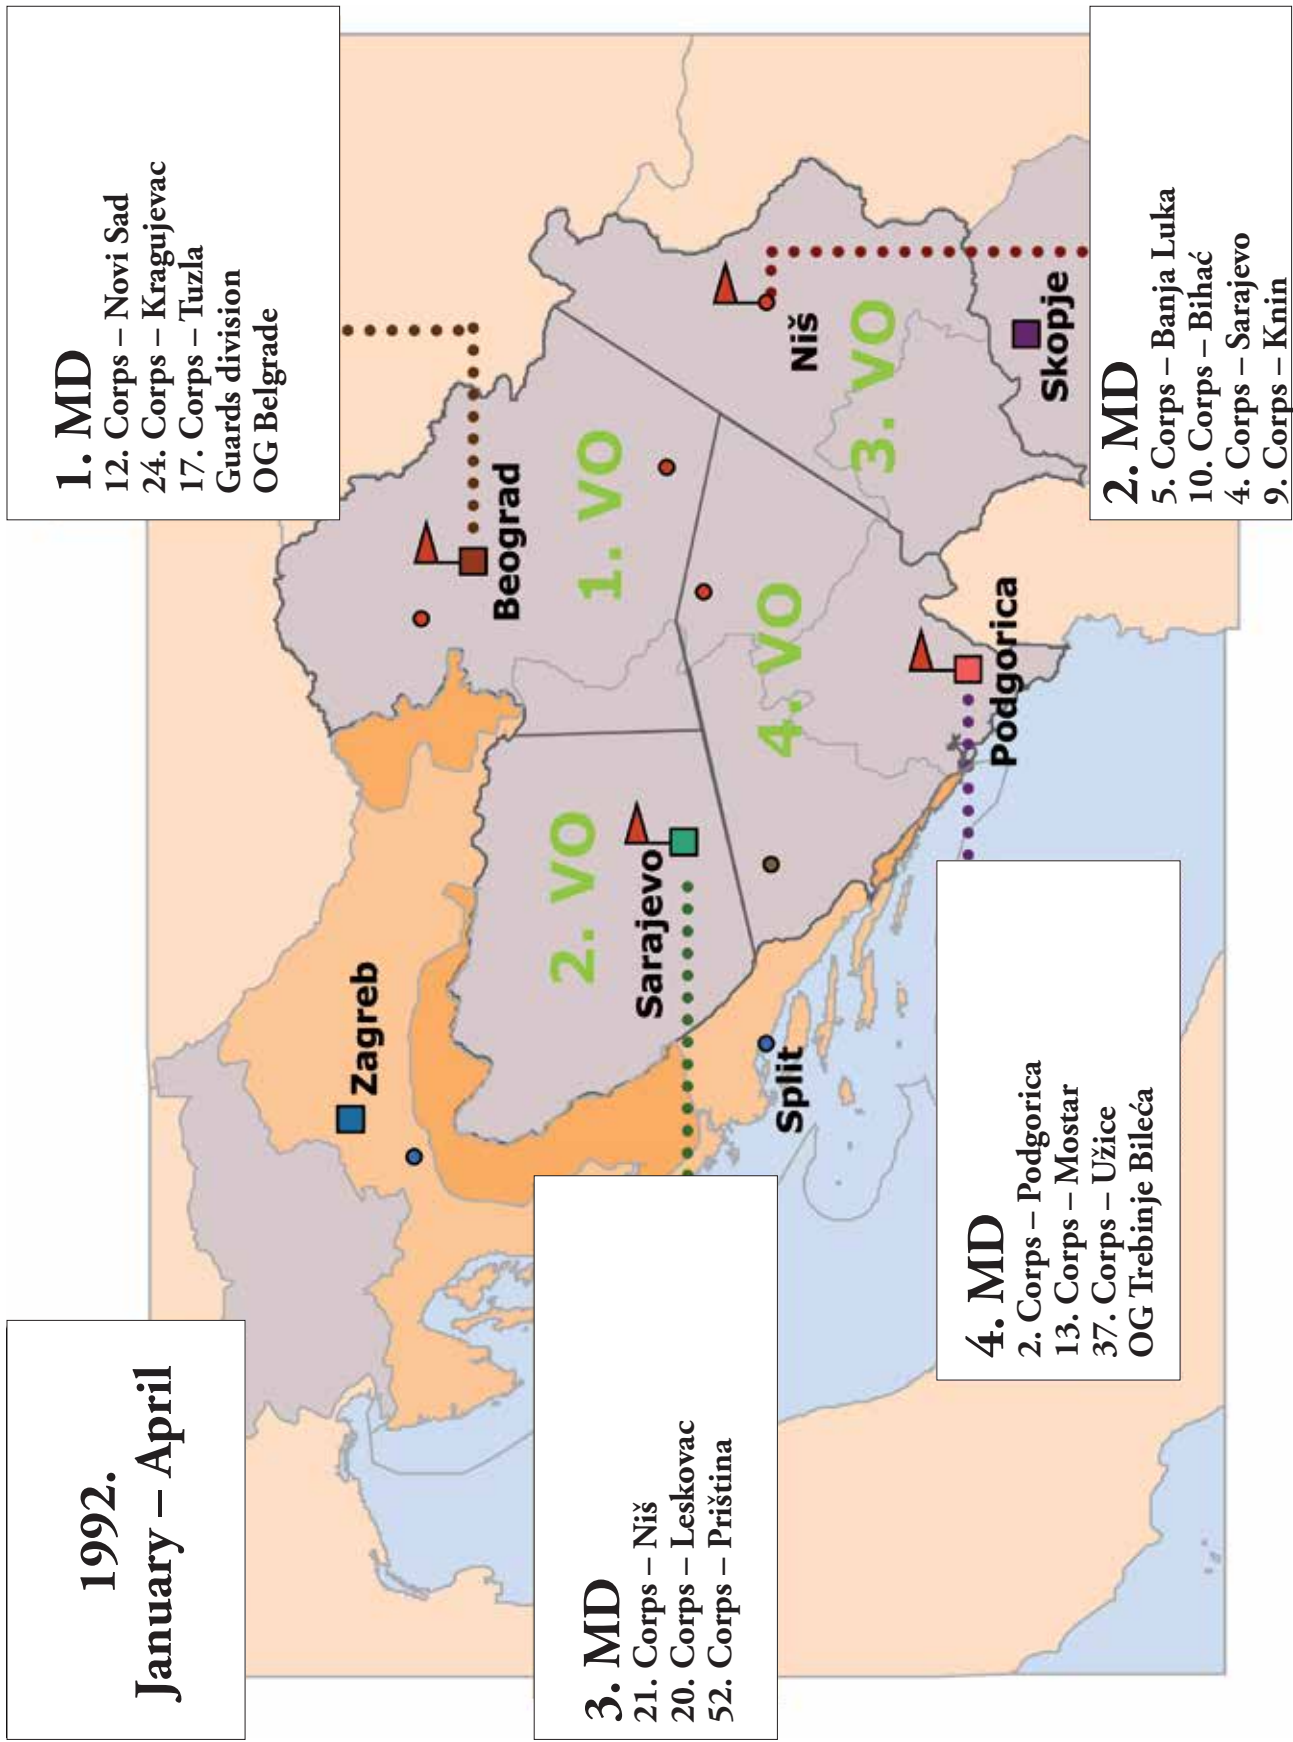 1992.
January – April
1. MD
12. Corps – Novi Sad
24. Corps – Kragujevac
17. Corps – Tuzla
Guards division
OG Belgrade
Zagreb
Beograd
2. VO
1. VO
Sarajevo
Split
4. VO
Niš
3. VO
Podgorica
Skopje
3. MD
21. Corps – Niš
20. Corps – Leskovac
52. Corps – Priština
4. MD
2. Corps – Podgorica
13. Corps – Mostar
37. Corps – Užice
OG Trebinje Bileća
2. MD
5. Corps – Banja Luka
10. Corps – Bihać
4. Corps – Sarajevo
9. Corps – Knin